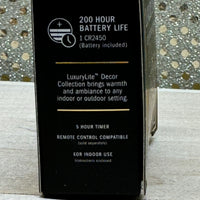 200 HOUR
BATTERY LIFE
1 CR2450
(Battery included)
LuxuryLite™ Decor
Collection brings warmth
and ambiance to any
indoor or outdoor setting.
5 HOUR TIMER
REMOTE CONTROL COMPATIBLE
(sold separately)
FOR INDOOR USE